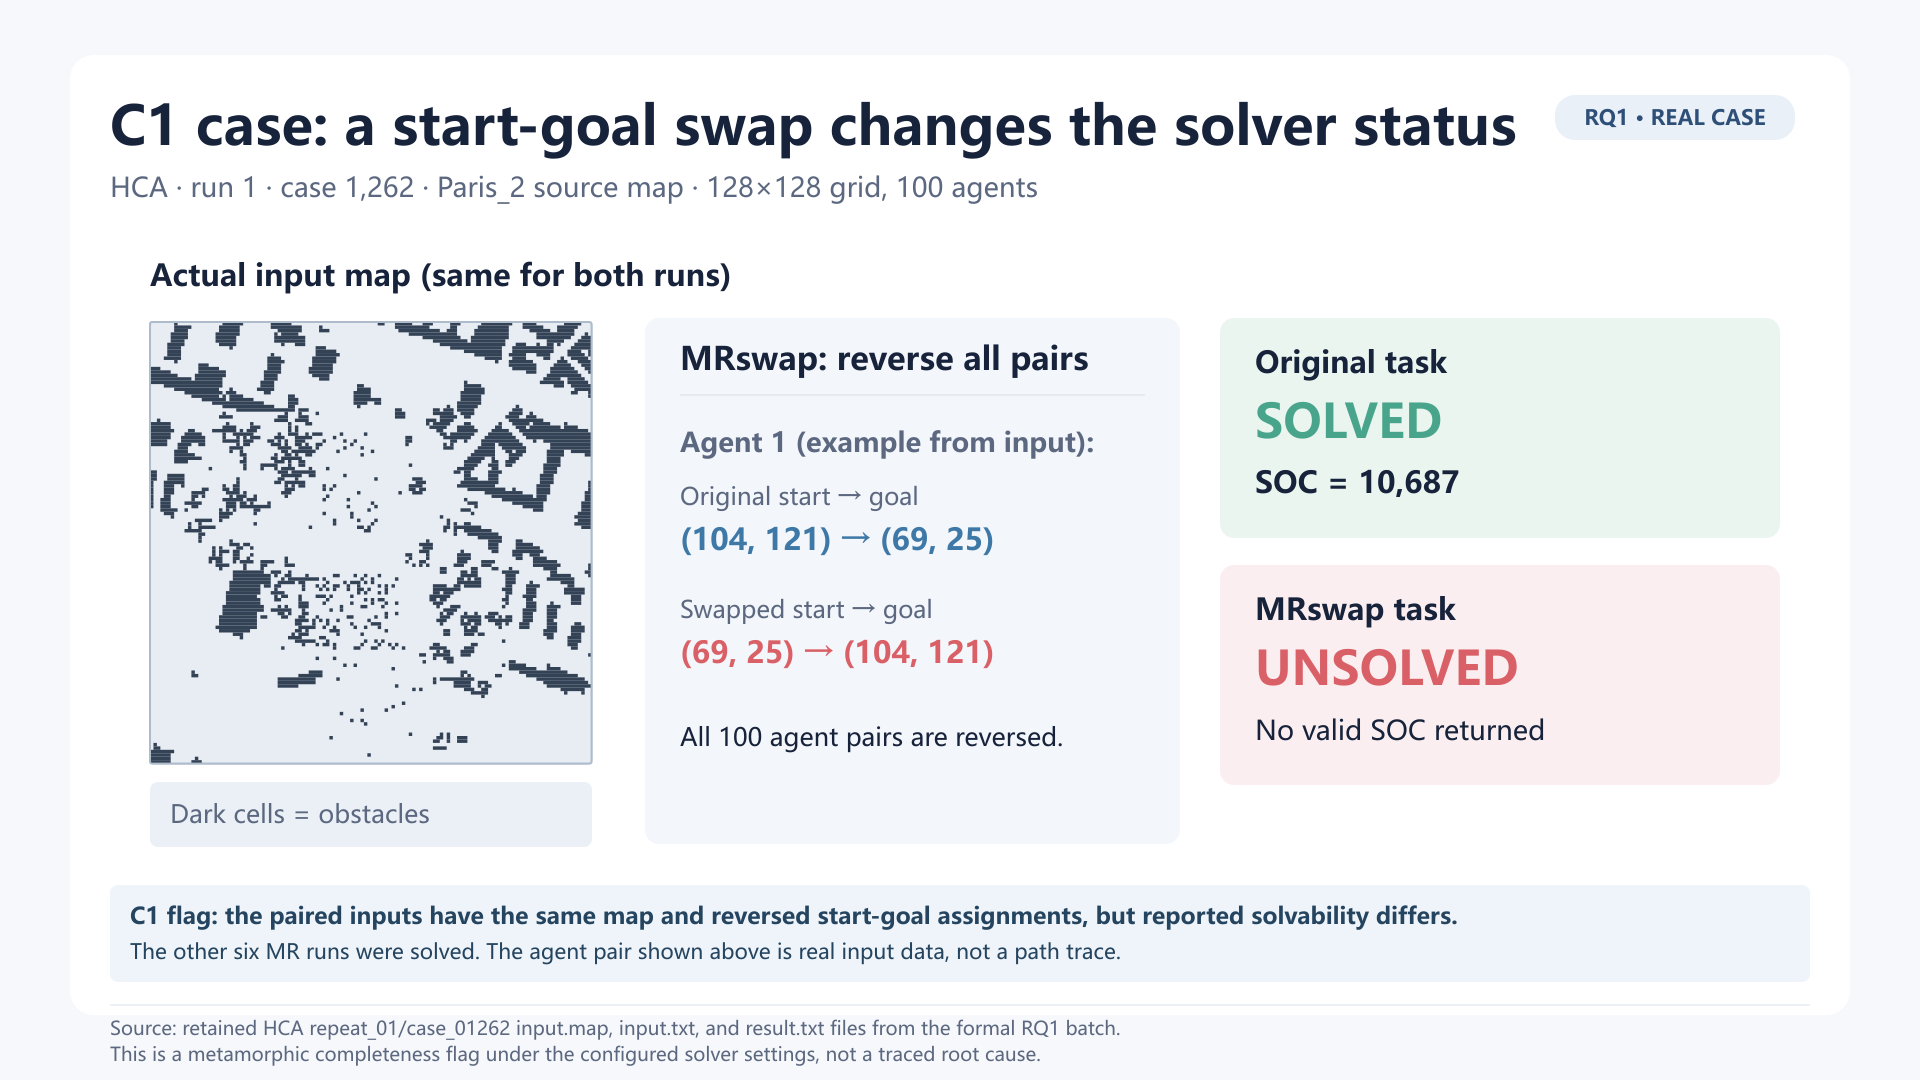 C1 case: a start-goal swap changes the solver status
RQ1 • REAL CASE
HCA · run 1 · case 1,262 · Paris_2 source map · 128×128 grid, 100 agents
Actual input map (same for both runs)
Dark cells = obstacles
MRswap: reverse all pairs
Agent 1 (example from input):
Original start → goal
(104, 121) → (69, 25)
Swapped start → goal
(69, 25) → (104, 121)
All 100 agent pairs are reversed.
Original task
SOLVED
SOC = 10,687
MRswap task
UNSOLVED
No valid SOC returned
C1 flag: the paired inputs have the same map and reversed start-goal assignments, but reported solvability differs.
The other six MR runs were solved. The agent pair shown above is real input data, not a path trace.
Source: retained HCA repeat_01/case_01262 input.map, input.txt, and result.txt files from the formal RQ1 batch.
This is a metamorphic completeness flag under the configured solver settings, not a traced root cause.